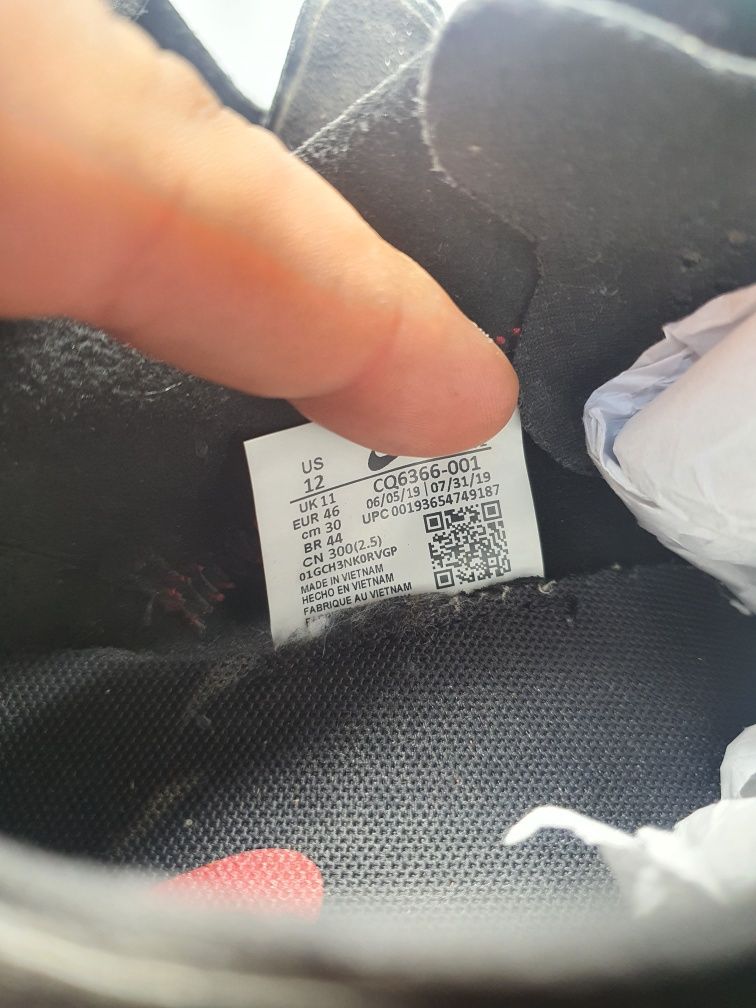 US
12
UK 11
EUR 46
cm 30
BR 44
CN 300(2.5)
01GCH3NK0RVGP
MADE IN VIETNAM
HECHO EN VIETNAM
FABRIQUE AU VIETNAM
CQ6366-001
06/05/19 | 07/31/19
UPC 00193654749187